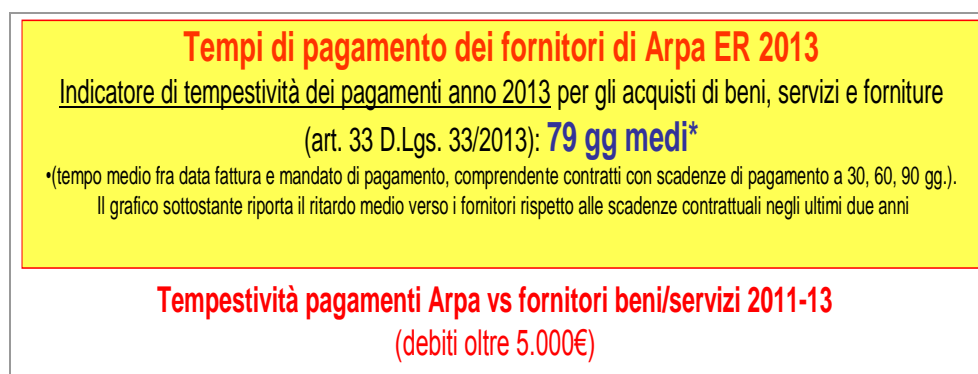 Tempi di pagamento dei fornitori di Arpa ER 2013
Indicatore di tempestività dei pagamenti anno 2013 per gli acquisti di beni, servizi e forniture
(art. 33 D.Lgs. 33/2013): 79 gg medi*
•(tempo medio fra data fattura e mandato di pagamento, comprendente contratti con scadenze di pagamento a 30, 60, 90 gg.).
Il grafico sottostante riporta il ritardo medio verso i fornitori rispetto alle scadenze contrattuali negli ultimi due anni
Tempestività pagamenti Arpa vs fornitori beni/servizi 2011-13
(debiti oltre 5.000€)